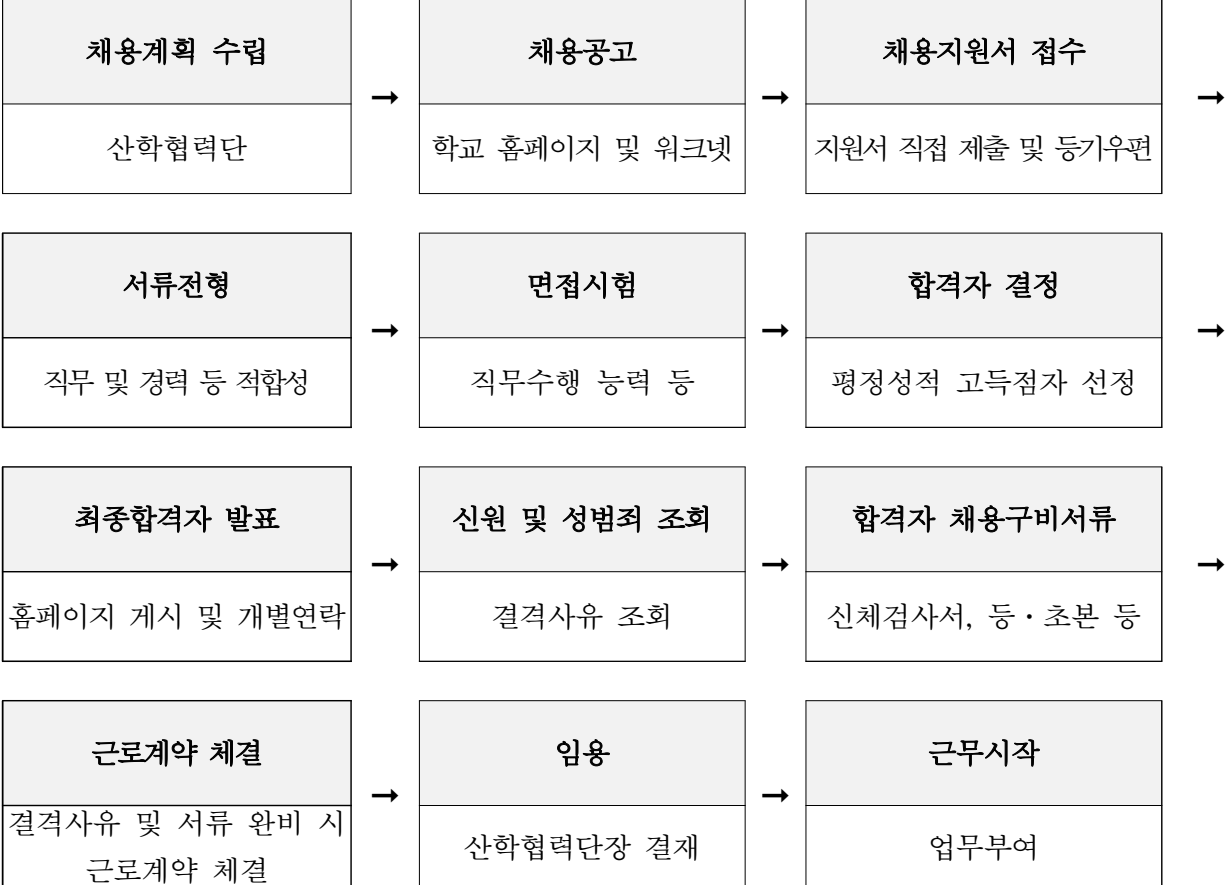 채용계획 수립
산학협력단
→
채용공고
학교 홈페이지 및 워크넷
→
채용지원서 접수
지원서 직접 제출 및 등기우편
→
서류전형
직무 및 경력 등 적합성
→
면접시험
직무수행 능력 등
→
합격자 결정
평정성적 고득점자 선정
→
최종합격자 발표
홈페이지 게시 및 개별연락
→
신원 및 성범죄 조회
결격사유 조회
→
합격자 채용구비서류
신체검사서, 등・초본 등
→
근로계약 체결
결격사유 및 서류 완비 시
근로계약 체결
→
임용
산학협력단장 결재
→
근무시작
업무부여